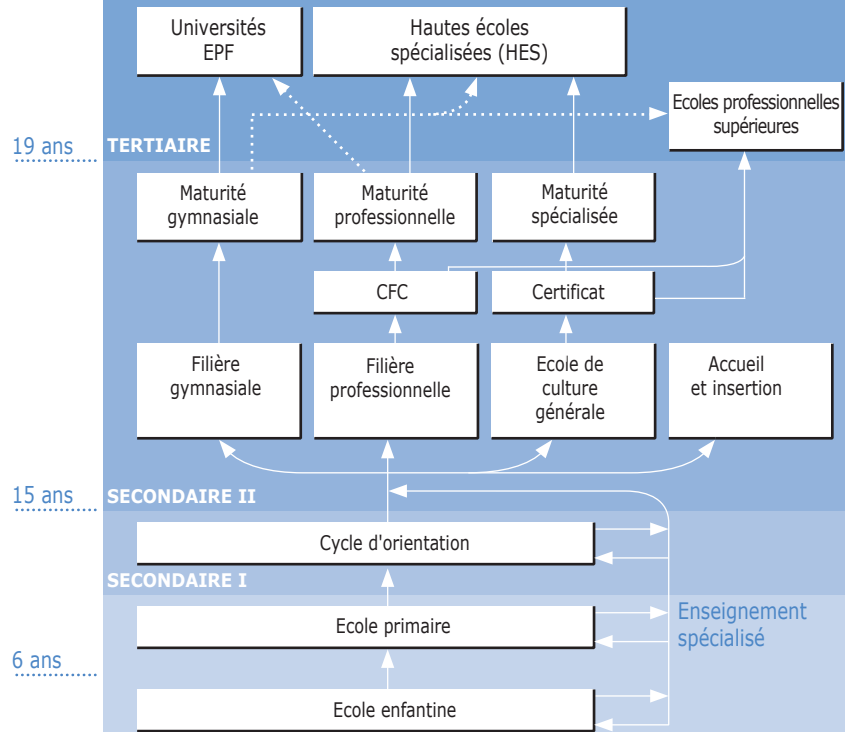 Universités
EPF
Hautes écoles
spécialisées (HES)
Ecoles professionnelles
supérieures
19 ans
TERTIAIRE
Maturité
gymnasiale
Maturité
professionnelle
Maturité
spécialisée
CFC
Certificat
Filière
gymnasiale
Filière
professionnelle
Ecole de
culture
générale
Accueil
et insertion
15 ans
SECONDAIRE II
Cycle d'orientation
SECONDAIRE I
Ecole primaire
Enseignement
spécialisé
6 ans
Ecole enfantine